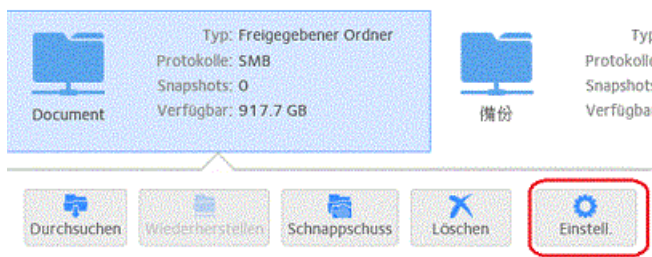 Typ: Freigegebener Ordner
Protokolle: SMB
Snapshots: 0
Verfügbar: 917.7 GB
Document
Typ
Protokolle
Snapshots
Verfügba
備份
Durchsuchen
Wiederherstellen
Schnappschuss
Löschen
Einstell.